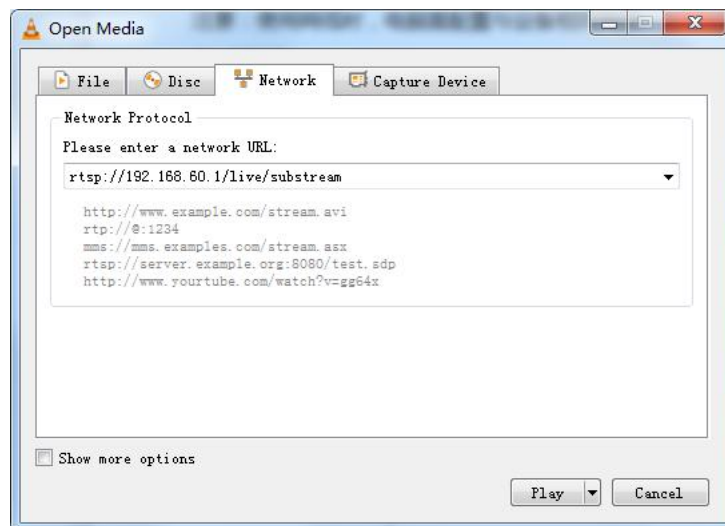 Open Media
File
Disc
Network
Capture Device
Network Protocol
Please enter a network URL:
rtsp://192.168.60.1/live/substream
http://www.example.com/stream.avi
rtp://@:1234
mms://mms.examples.com/stream.asx
rtsp://server.example.org:8080/test.sdp
http://www.yourtube.com/watch?v=gg64x
Show more options
Play
Cancel